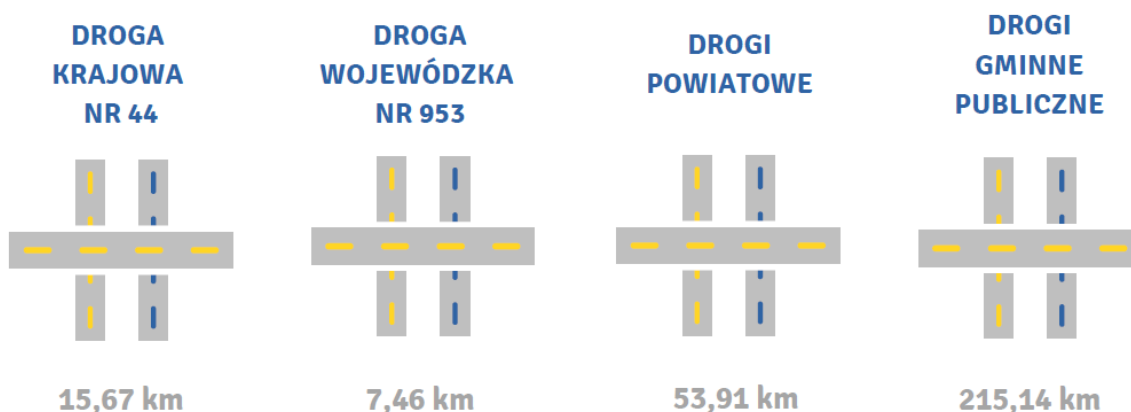 DROGA
KRAJOWA
NR 44
DROGA
WOJEWÓDZKA
NR 953
DROGI
POWIATOWE
DROGI
GMINNE
PUBLICZNE
15,67 km
7,46 km
53,91 km
215,14 km